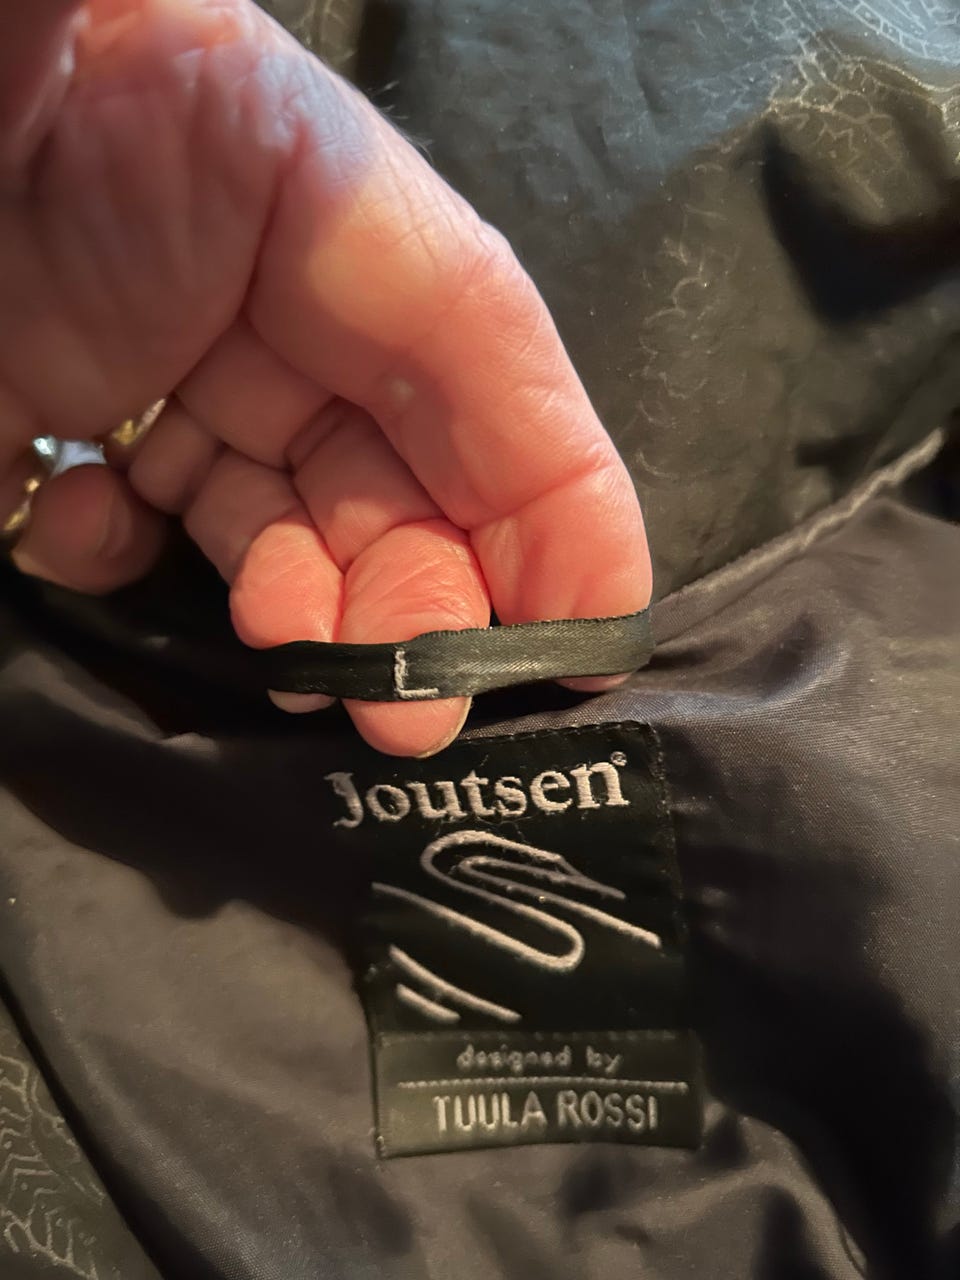 L
Joutsen®
designed by
TUULA ROSSI